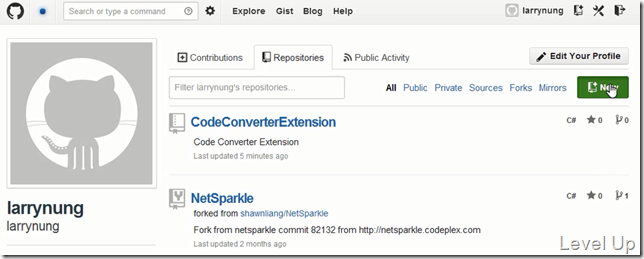 Search or type a command Explore Gist Blog Help larrynung
Contributions Repositories Public Activity Edit Your Profile
Filter larrynung's repositories... All Public Private Sources Forks Mirrors New
CodeConverterExtension C# 0 0
Code Converter Extension
Last updated 5 minutes ago
NetSparkle C# 0 1
forked from shawnliang/NetSparkle
Fork from netsparkle commit 82132 from http://netsparkle.codeplex.com
Last updated 2 months ago
larrynung
larrynung
Level Up